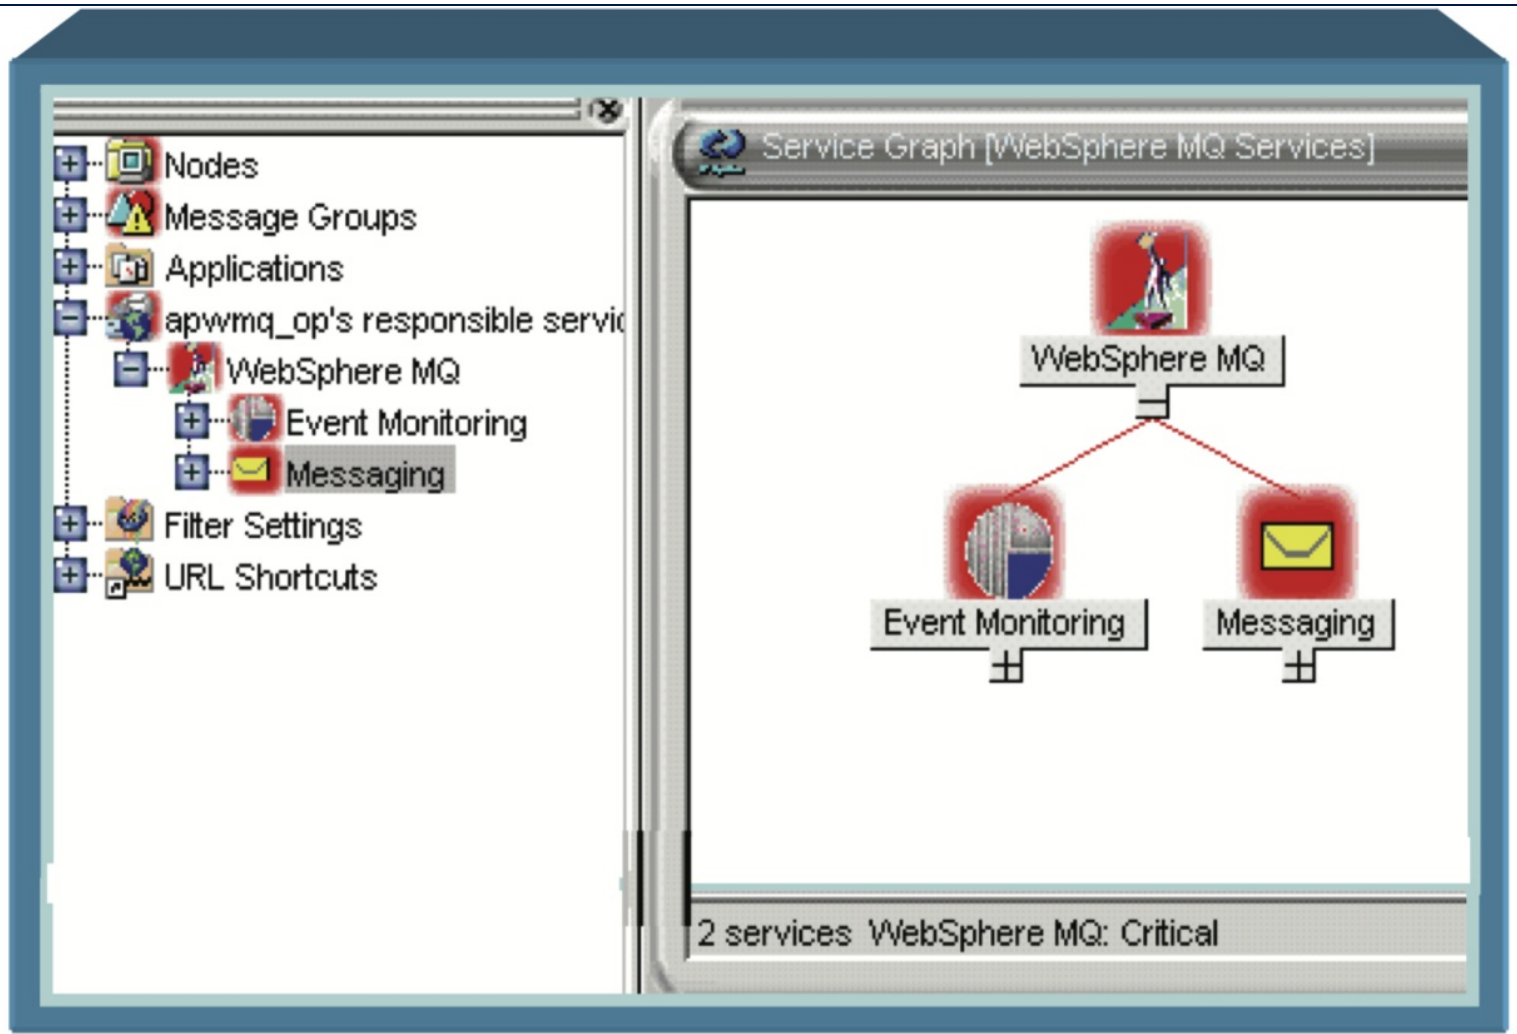 Nodes
Message Groups
Applications
apwmq_op's responsible servic
WebSphere MQ
Event Monitoring
Messaging
Filter Settings
URL Shortcuts
Service Graph [WebSphere MQ Services]
WebSphere MQ
Event Monitoring
Messaging
2 services WebSphere MQ: Critical